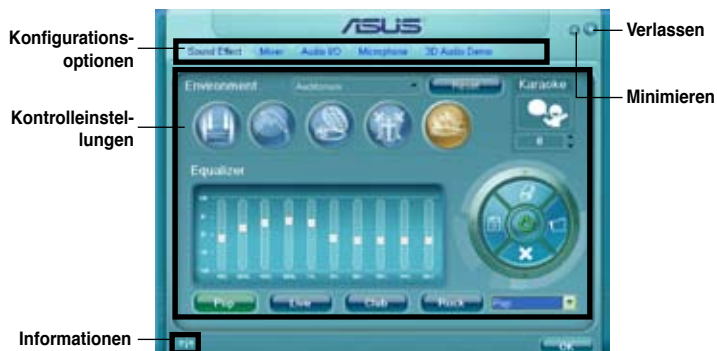 ASUS
Konfigurations-
optionen
Sound Effect Mixer Audio I/O Microphone 3D Audio Demo
Verlassen
Minimieren
Environment Auditorium Reset Karaoke
Kontrolleinstel-
lungen
0
Equalizer
Pop Live Club Rock Pop
Informationen
OK